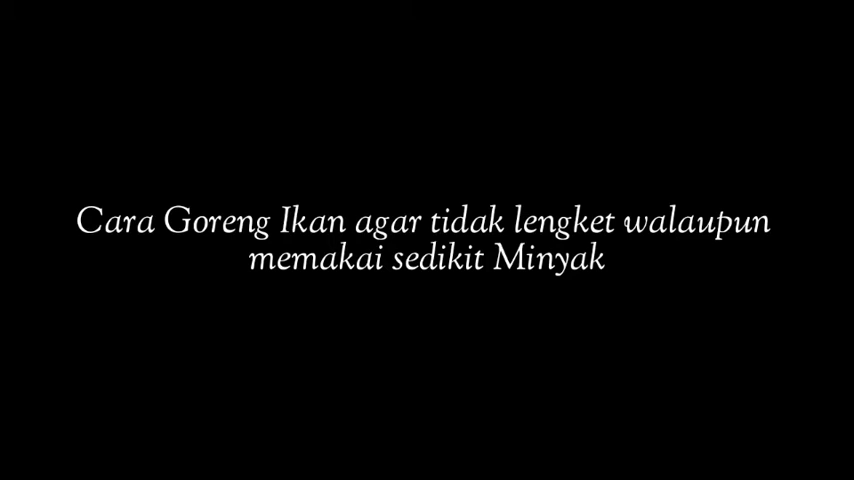 Cara Goreng Ikan agar tidak lengket walaupun
memakai sedikit Minyak